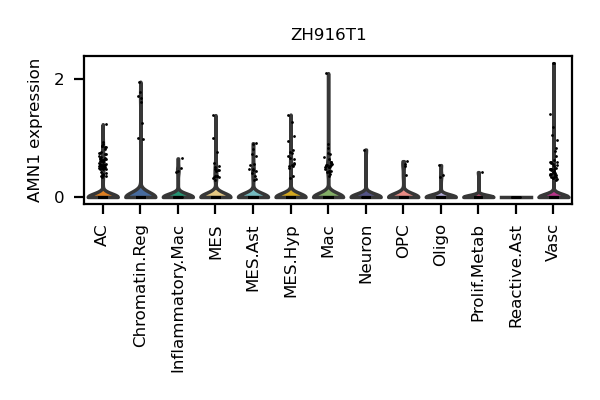 ZH916T1
AMN1 expression
2
0
AC
Chromatin.Reg
Inflammatory.Mac
MES
MES.Ast
MES.Hyp
Mac
Neuron
OPC
Oligo
Prolif.Metab
Reactive.Ast
Vasc